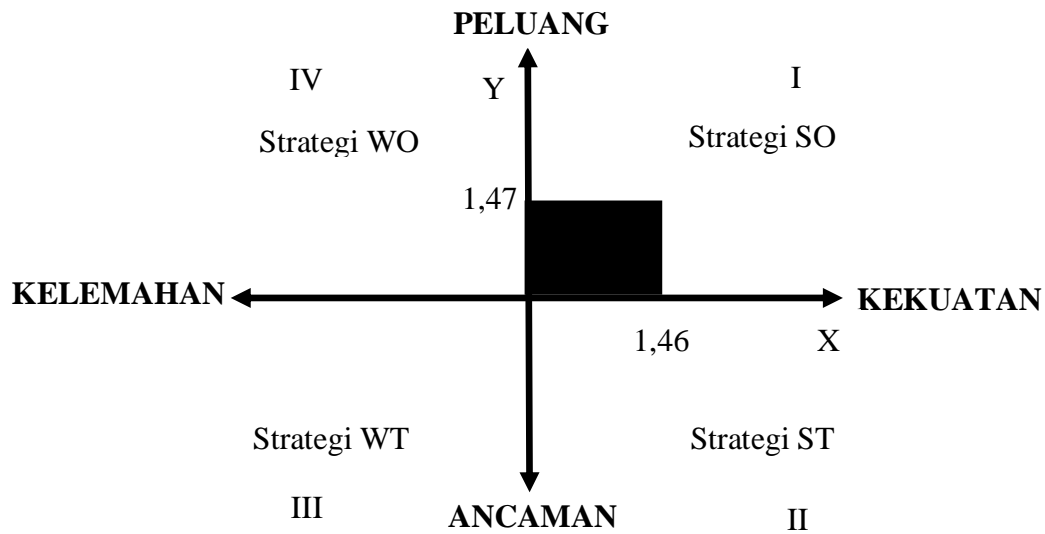 PELUANG
IV
Y
I
Strategi WO
Strategi SO
1,47
KELEMAHAN
KEKUATAN
1,46
X
Strategi WT
Strategi ST
III
ANCAMAN
II